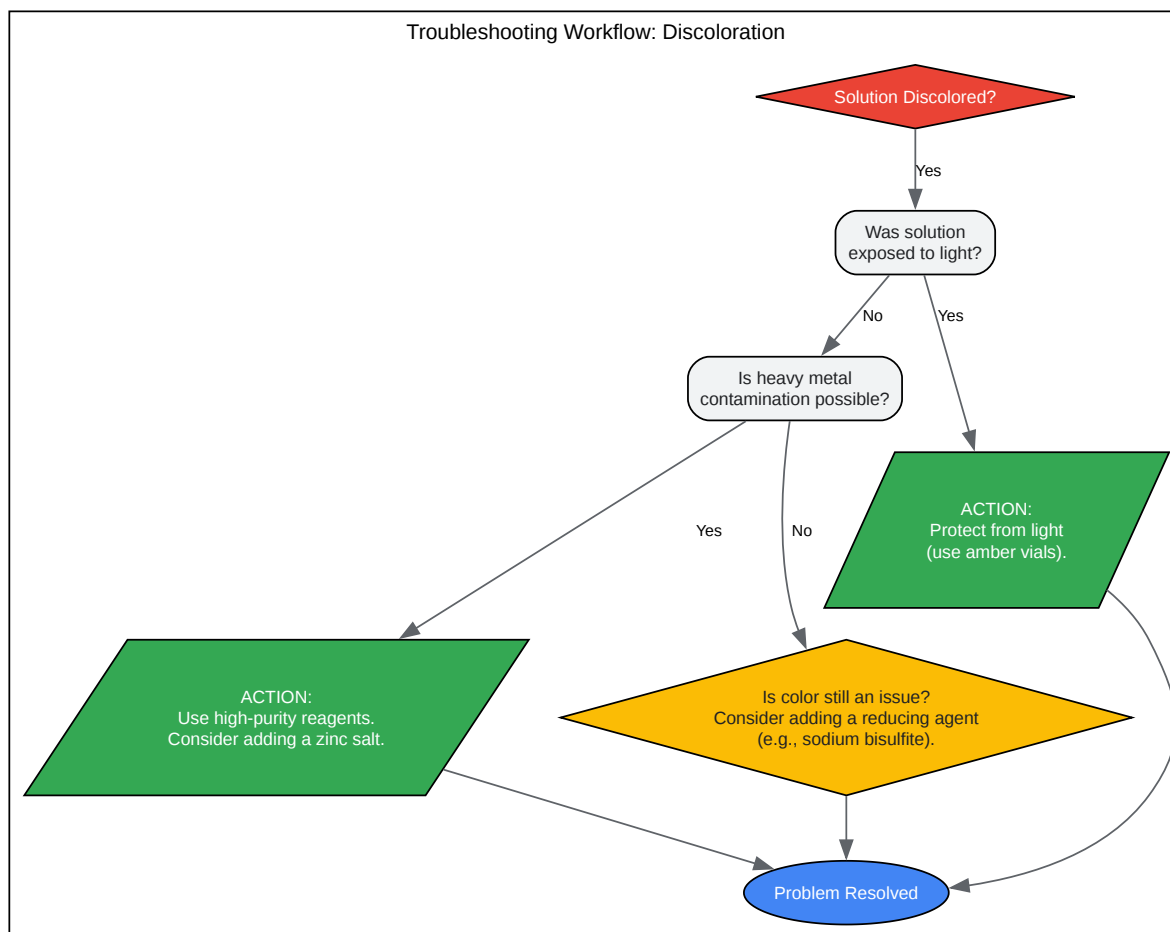 Troubleshooting Workflow: Discoloration
Solution Discolored?
Yes
Was solution
exposed to light?
No
Yes
Is heavy metal
contamination possible?
ACTION:
Protect from light
(use amber vials).
Yes
No
ACTION:
Use high-purity reagents.
Consider adding a zinc salt.
Is color still an issue?
Consider adding a reducing agent
(e.g., sodium bisulfite).
Problem Resolved